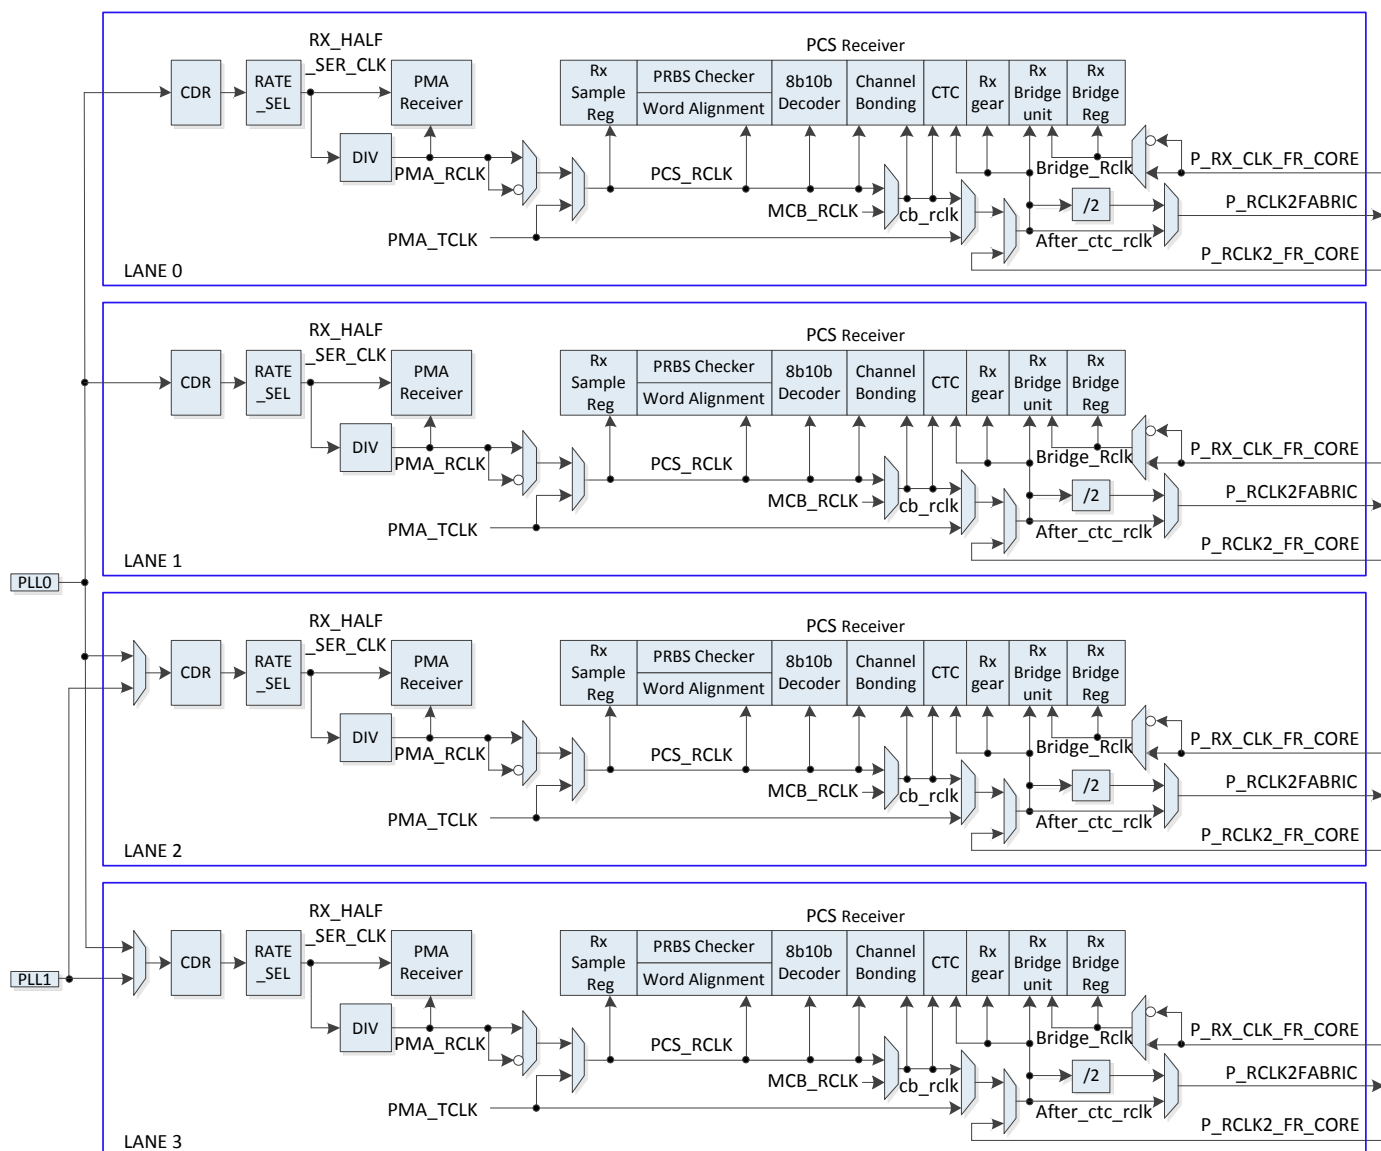 RX_HALF
_SER_CLK
PCS Receiver
CDR
RATE
_SEL
PMA
Receiver
Rx
Sample
Reg
PRBS Checker
Word Alignment
8b10b
Decoder
Channel
Bonding
CTC
Rx
gear
Rx
Bridge
unit
Rx
Bridge
Reg
DIV
PMA_RCLK
PCS_RCLK
Bridge_Rclk
P_RX_CLK_FR_CORE
MCB_RCLK
cb_rclk
/2
P_RCLK2FABRIC
PMA_TCLK
After_ctc_rclk
P_RCLK2_FR_CORE
LANE 0
RX_HALF
_SER_CLK
PCS Receiver
CDR
RATE
_SEL
PMA
Receiver
Rx
Sample
Reg
PRBS Checker
Word Alignment
8b10b
Decoder
Channel
Bonding
CTC
Rx
gear
Rx
Bridge
unit
Rx
Bridge
Reg
DIV
PMA_RCLK
PCS_RCLK
Bridge_Rclk
P_RX_CLK_FR_CORE
MCB_RCLK
cb_rclk
/2
P_RCLK2FABRIC
PMA_TCLK
After_ctc_rclk
P_RCLK2_FR_CORE
LANE 1
PLL0
RX_HALF
_SER_CLK
PCS Receiver
CDR
RATE
_SEL
PMA
Receiver
Rx
Sample
Reg
PRBS Checker
Word Alignment
8b10b
Decoder
Channel
Bonding
CTC
Rx
gear
Rx
Bridge
unit
Rx
Bridge
Reg
DIV
PMA_RCLK
PCS_RCLK
Bridge_Rclk
P_RX_CLK_FR_CORE
MCB_RCLK
cb_rclk
/2
P_RCLK2FABRIC
PMA_TCLK
After_ctc_rclk
P_RCLK2_FR_CORE
LANE 2
RX_HALF
_SER_CLK
PCS Receiver
PLL1
CDR
RATE
_SEL
PMA
Receiver
Rx
Sample
Reg
PRBS Checker
Word Alignment
8b10b
Decoder
Channel
Bonding
CTC
Rx
gear
Rx
Bridge
unit
Rx
Bridge
Reg
DIV
PMA_RCLK
PCS_RCLK
Bridge_Rclk
P_RX_CLK_FR_CORE
MCB_RCLK
cb_rclk
/2
P_RCLK2FABRIC
PMA_TCLK
After_ctc_rclk
P_RCLK2_FR_CORE
LANE 3